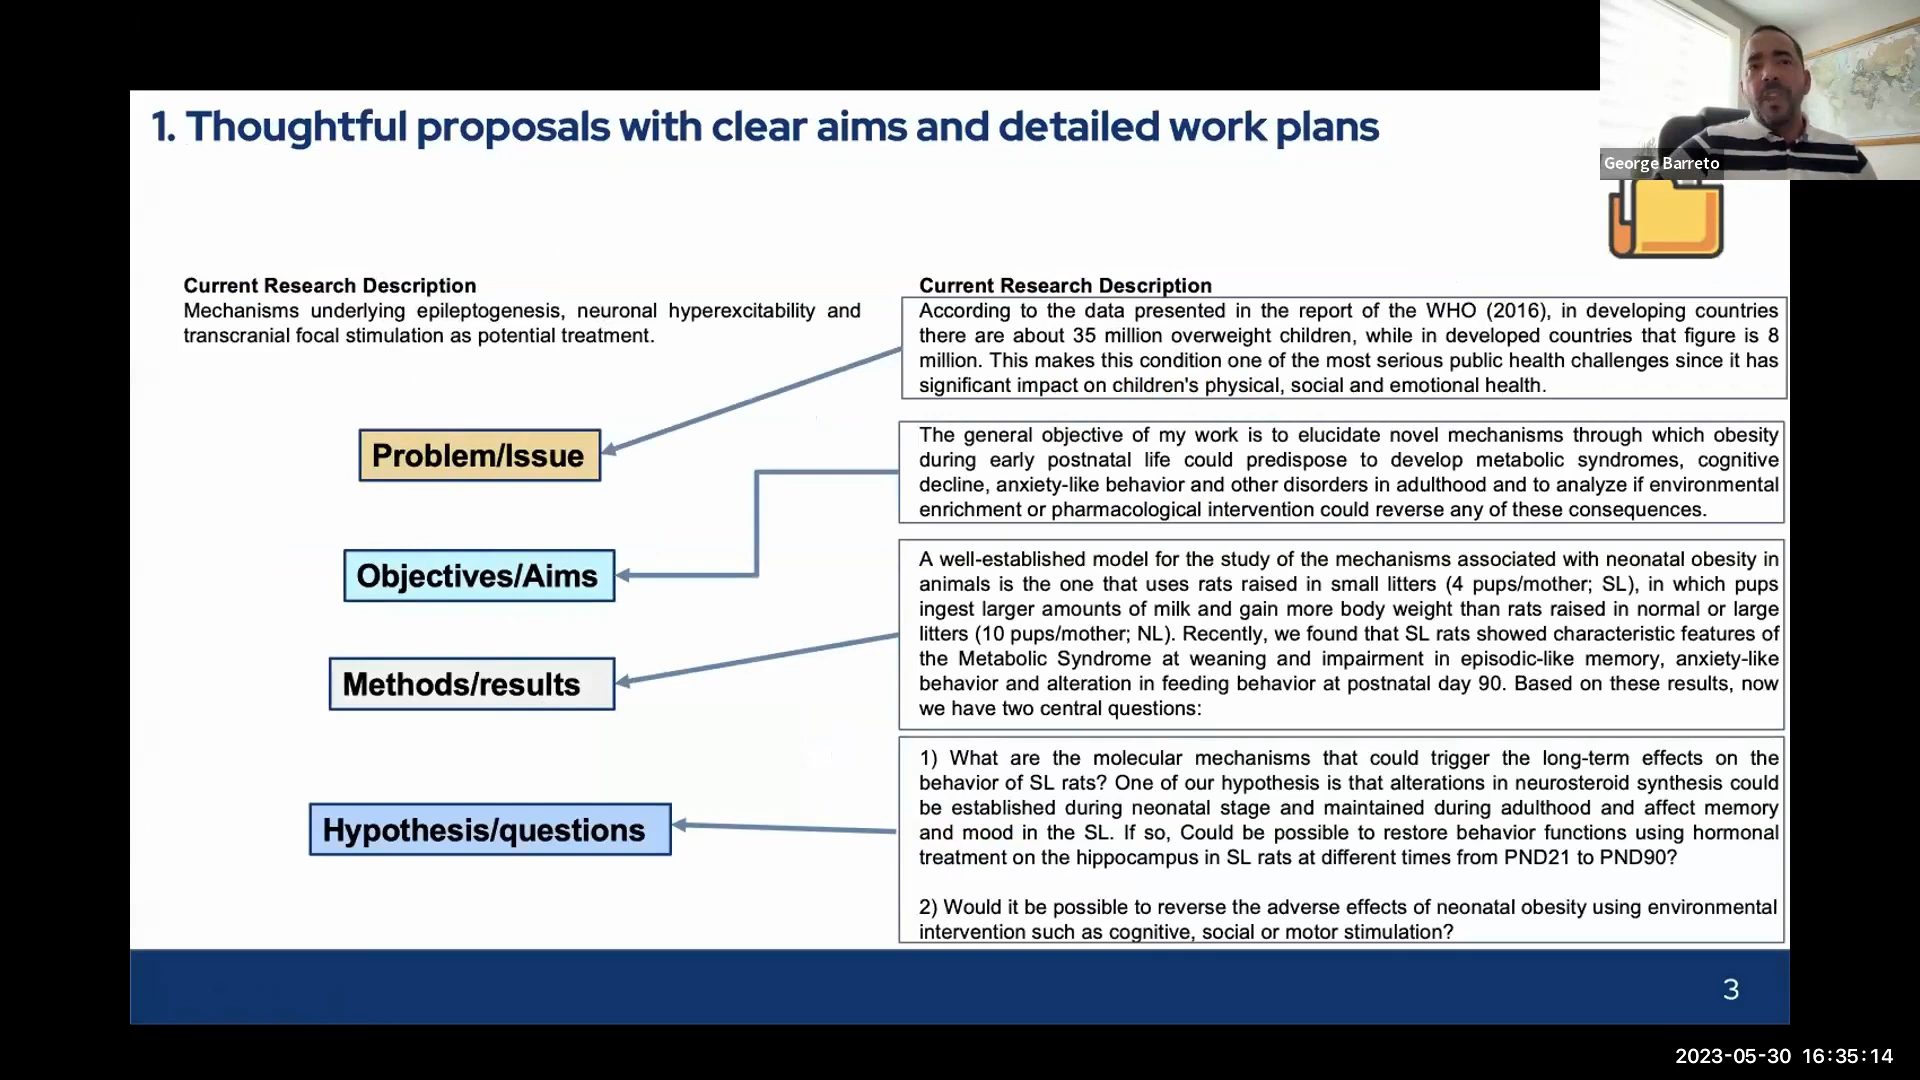 1. Thoughtful proposals with clear aims and detailed work plans
George Barreto
Current Research Description
Mechanisms underlying epileptogenesis, neuronal hyperexcitability and
transcranial focal stimulation as potential treatment.
Problem/Issue
Objectives/Aims
Methods/results
Hypothesis/questions
Current Research Description
According to the data presented in the report of the WHO (2016), in developing countries
there are about 35 million overweight children, while in developed countries that figure is 8
million. This makes this condition one of the most serious public health challenges since it has
significant impact on children's physical, social and emotional health.
The general objective of my work is to elucidate novel mechanisms through which obesity
during early postnatal life could predispose to develop metabolic syndromes, cognitive
decline, anxiety-like behavior and other disorders in adulthood and to analyze if environmental
enrichment or pharmacological intervention could reverse any of these consequences.
A well-established model for the study of the mechanisms associated with neonatal obesity in
animals is the one that uses rats raised in small litters (4 pups/mother; SL), in which pups
ingest larger amounts of milk and gain more body weight than rats raised in normal or large
litters (10 pups/mother; NL). Recently, we found that SL rats showed characteristic features of
the Metabolic Syndrome at weaning and impairment in episodic-like memory, anxiety-like
behavior and alteration in feeding behavior at postnatal day 90. Based on these results, now
we have two central questions:
1) What are the molecular mechanisms that could trigger the long-term effects on the
behavior of SL rats? One of our hypothesis is that alterations in neurosteroid synthesis could
be established during neonatal stage and maintained during adulthood and affect memory
and mood in the SL. If so, Could be possible to restore behavior functions using hormonal
treatment on the hippocampus in SL rats at different times from PND21 to PND90?
2) Would it be possible to reverse the adverse effects of neonatal obesity using environmental
intervention such as cognitive, social or motor stimulation?
3
2023-05-30 16:35:14